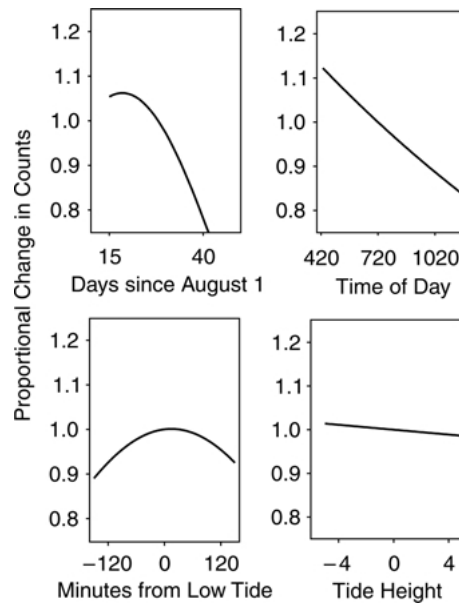 Proportional Change in Counts
1.2
1.1
1.0
0.9
0.8
15 40
Days since August 1
1.2
1.1
1.0
0.9
0.8
420 720 1020
Time of Day
1.2
1.1
1.0
0.9
0.8
−120 0 120
Minutes from Low Tide
1.2
1.1
1.0
0.9
0.8
−4 0 4
Tide Height